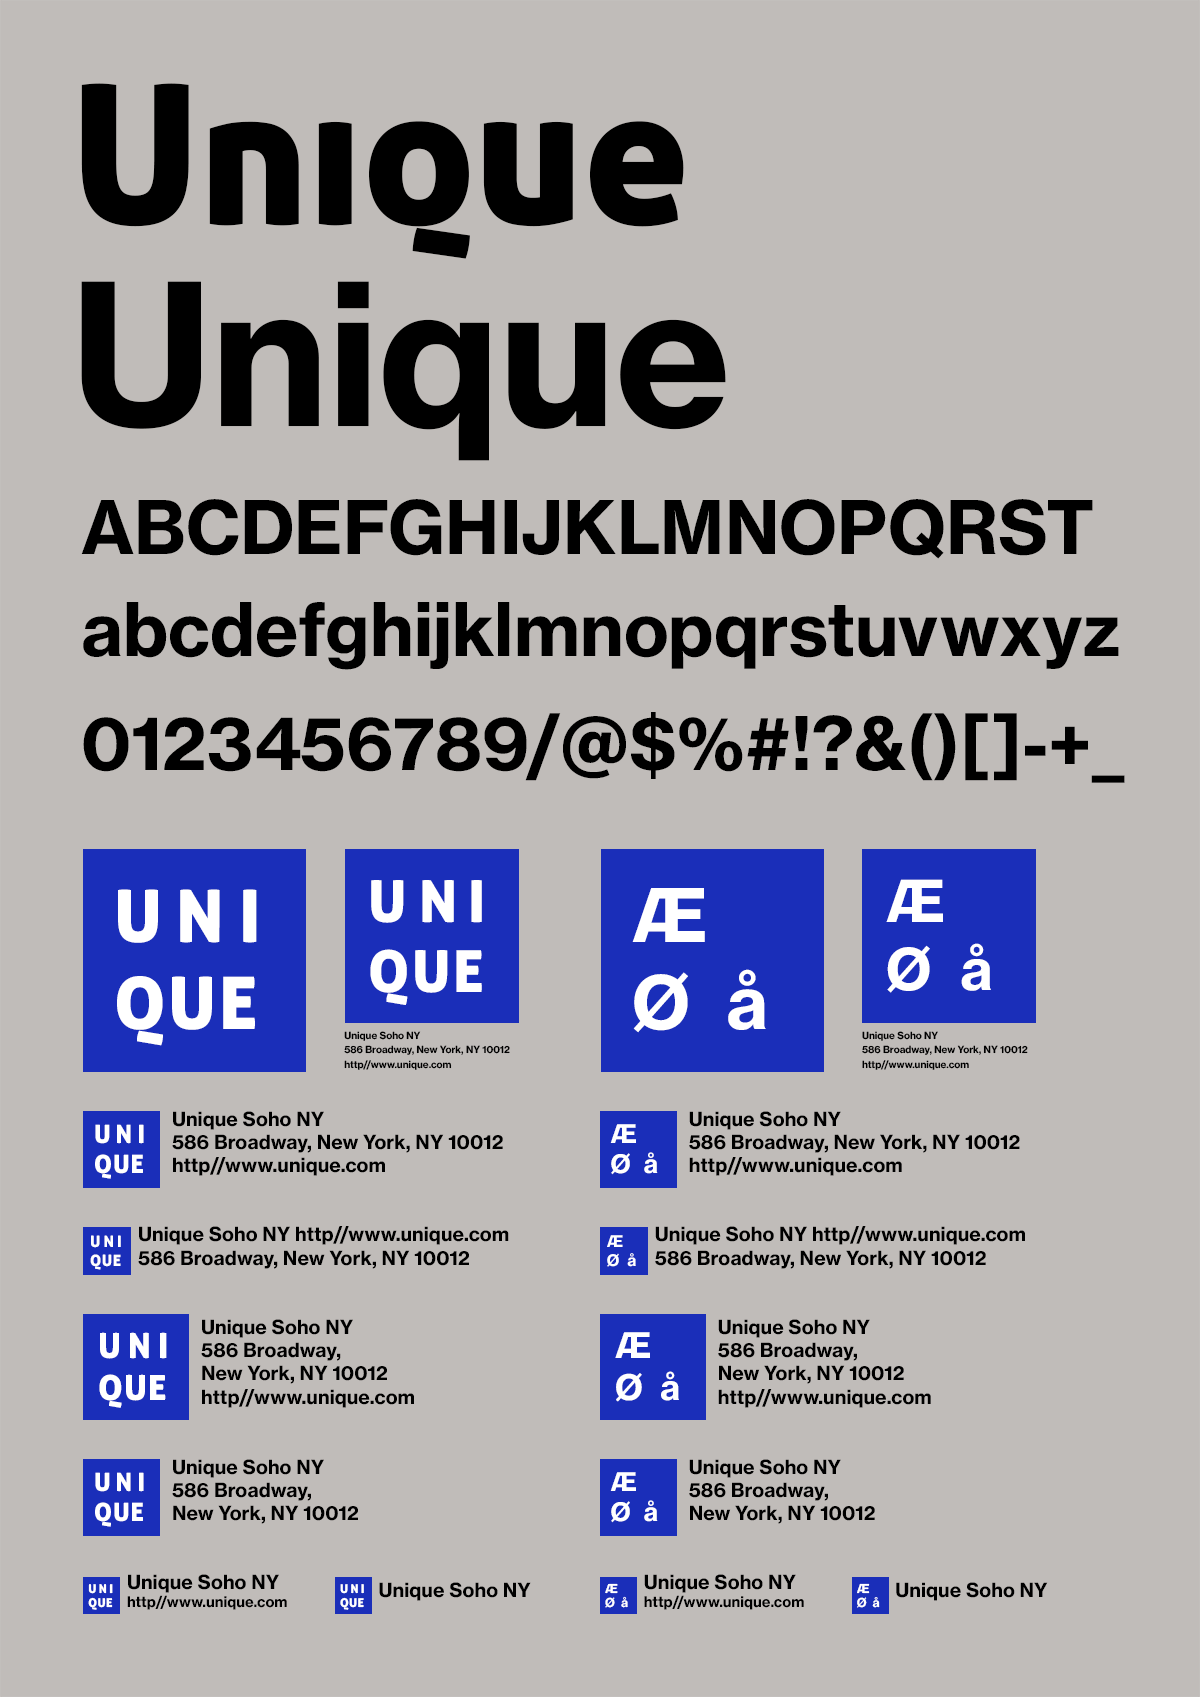 Unique
Unique
ABCDEFGHIJKLMNOPQRST
abcdefghijklmnopqrstuvwxyz
0123456789/@$%#!?&()[]-+_
UNI
QUE
UNI
QUE
Unique Soho NY
586 Broadway, New York, NY 10012
http//www.unique.com
Æ
Ø å
Æ
Ø å
Unique Soho NY
586 Broadway, New York, NY 10012
http//www.unique.com
UNI
QUE
Unique Soho NY
586 Broadway, New York, NY 10012
http//www.unique.com
Æ
Ø å
Unique Soho NY
586 Broadway, New York, NY 10012
http//www.unique.com
UNI
QUE
Unique Soho NY http//www.unique.com
586 Broadway, New York, NY 10012
Æ
Ø å
Unique Soho NY http//www.unique.com
586 Broadway, New York, NY 10012
UNI
QUE
Unique Soho NY
586 Broadway,
New York, NY 10012
http//www.unique.com
Æ
Ø å
Unique Soho NY
586 Broadway,
New York, NY 10012
http//www.unique.com
UNI
QUE
Unique Soho NY
586 Broadway,
New York, NY 10012
Æ
Ø å
Unique Soho NY
586 Broadway,
New York, NY 10012
UNI
QUE
Unique Soho NY
http//www.unique.com
UNI
QUE
Unique Soho NY
Æ
Ø å
Unique Soho NY
http//www.unique.com
Æ
Ø å
Unique Soho NY